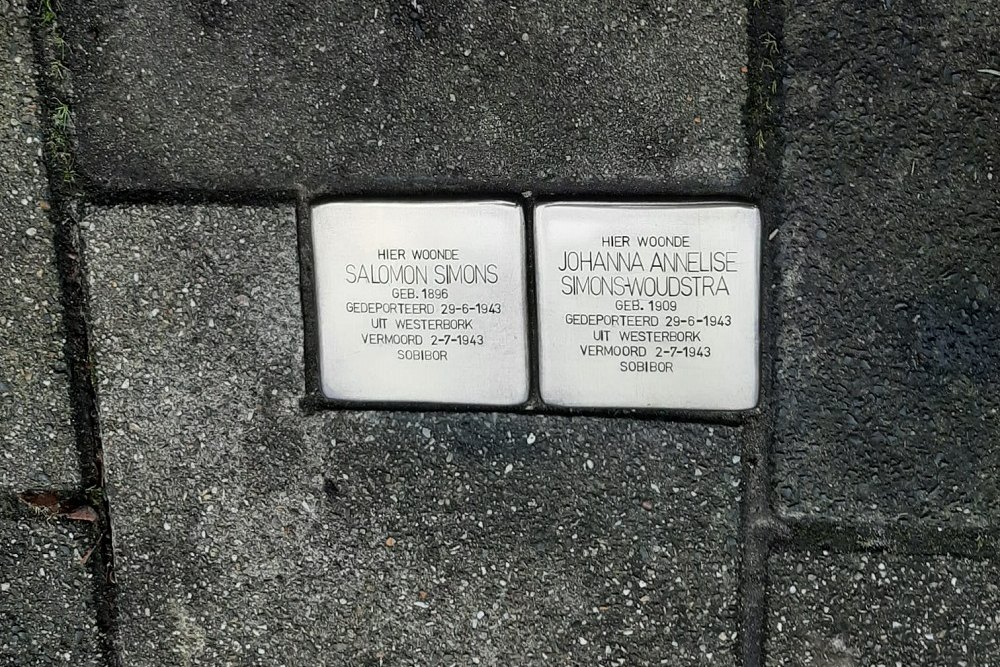 HIER WOONDE
SALOMON SIMONS
GEB. 1896
GEDEPORTEERD 29-6-1943
UIT WESTERBORK
VERMOORD 2-7-1943
SOBIBOR
HIER WOONDE
JOHANNA ANNELISE
SIMONS-WOUDSTRA
GEB. 1909
GEDEPORTEERD 29-6-1943
UIT WESTERBORK
VERMOORD 2-7-1943
SOBIBOR